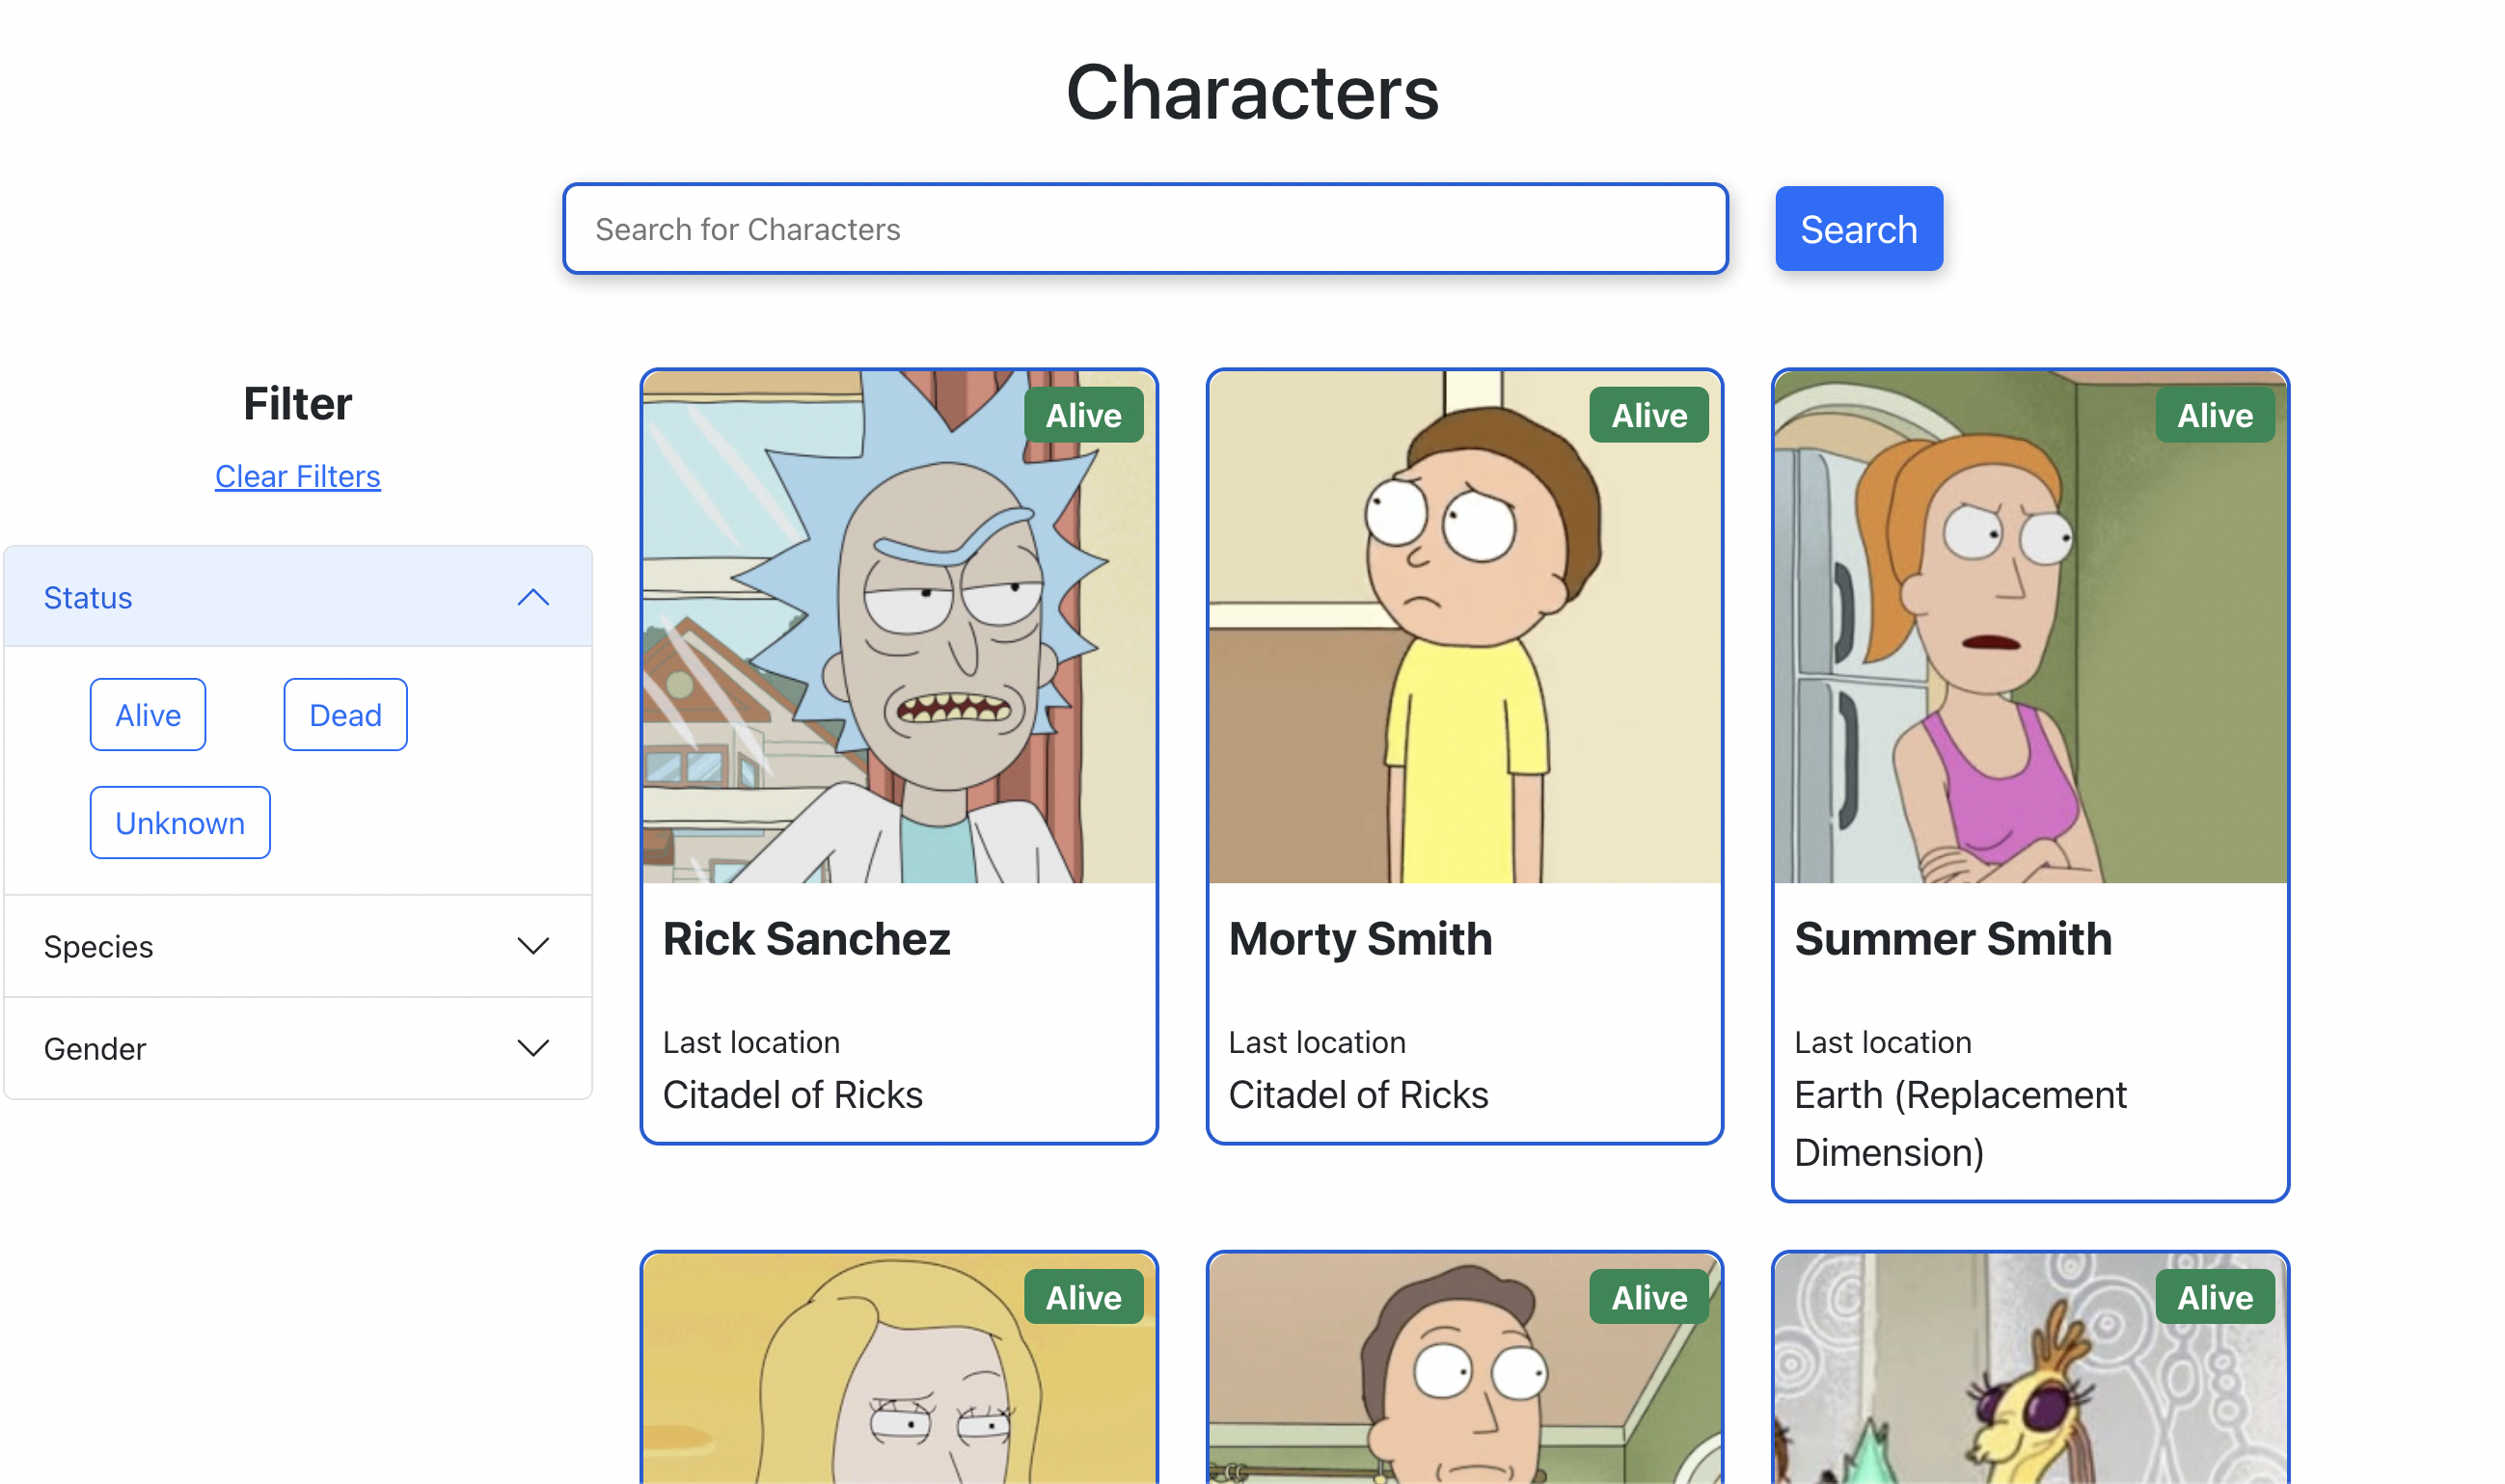 Characters
Search for Characters
Search
Filter
Clear Filters
Status
Alive
Dead
Unknown
Species
Gender
Alive
Rick Sanchez
Last location
Citadel of Ricks
Alive
Morty Smith
Last location
Citadel of Ricks
Alive
Summer Smith
Last location
Earth (Replacement
Dimension)
Alive
Alive
Alive